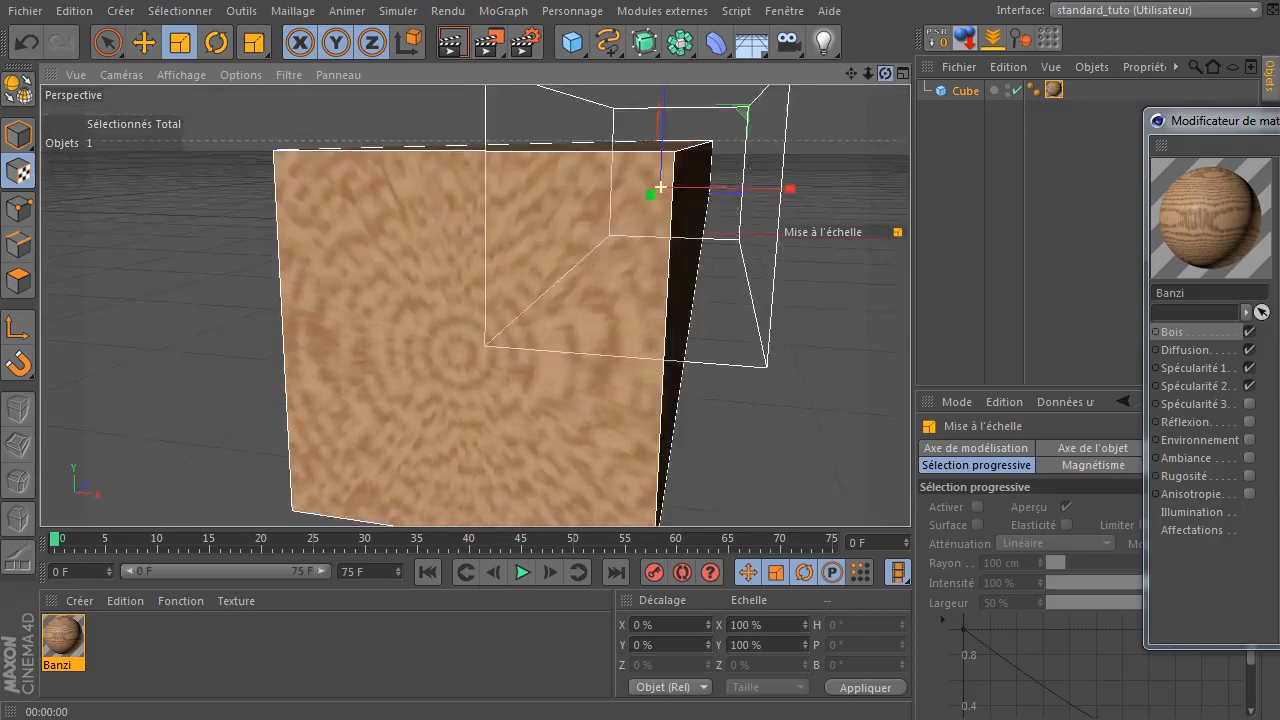 Fichier Edition Créer Sélectionner Outils Maillage Animer Simuler Rendu MoGraph Personnage Modules externes Script Fenêtre Aide Interface: standard_tuto (Utilisateur)
PSR
0
Vue Caméras Affichage Options Filtre Panneau
Fichier Edition Vue Objets Propriét
Objets
Perspective
Cube
Sélectionnés Total
Objets 1
Modificateur de mat
Mise à l'échelle
Banzi
Bois
Diffusion. . . . .
Spécularité 1. .
Spécularité 2. .
Spécularité 3. .
Réflexion. . . . .
Environnement
Ambiance . . . .
Rugosité . . . .
Anisotropie. . .
Illumination . .
Affectations . .
Mode Edition Données u
Mise à l'échelle
Axe de modélisation Axe de l'objet
Sélection progressive Magnétisme
Sélection progressive
Activer Aperçu
Surface Elasticité Limiter
Atténuation Linéaire Mo
Rayon . . 100 cm
Intensité 100 %
Largeur 50 %
0.8
0.4
Y
X
0 5 10 15 20 25 30 35 40 45 50 55 60 65 70 75 0 F
0 F 0 F 75 F 75 F
P
Créer Edition Fonction Texture
Banzi
Décalage Echelle --
X 0 % X 100 % H 0 °
Y 0 % Y 100 % P 0 °
Z 0 % Z 0 % B 0 °
Objet (Rel) Taille Appliquer
MAXON
CINEMA 4D
00:00:00